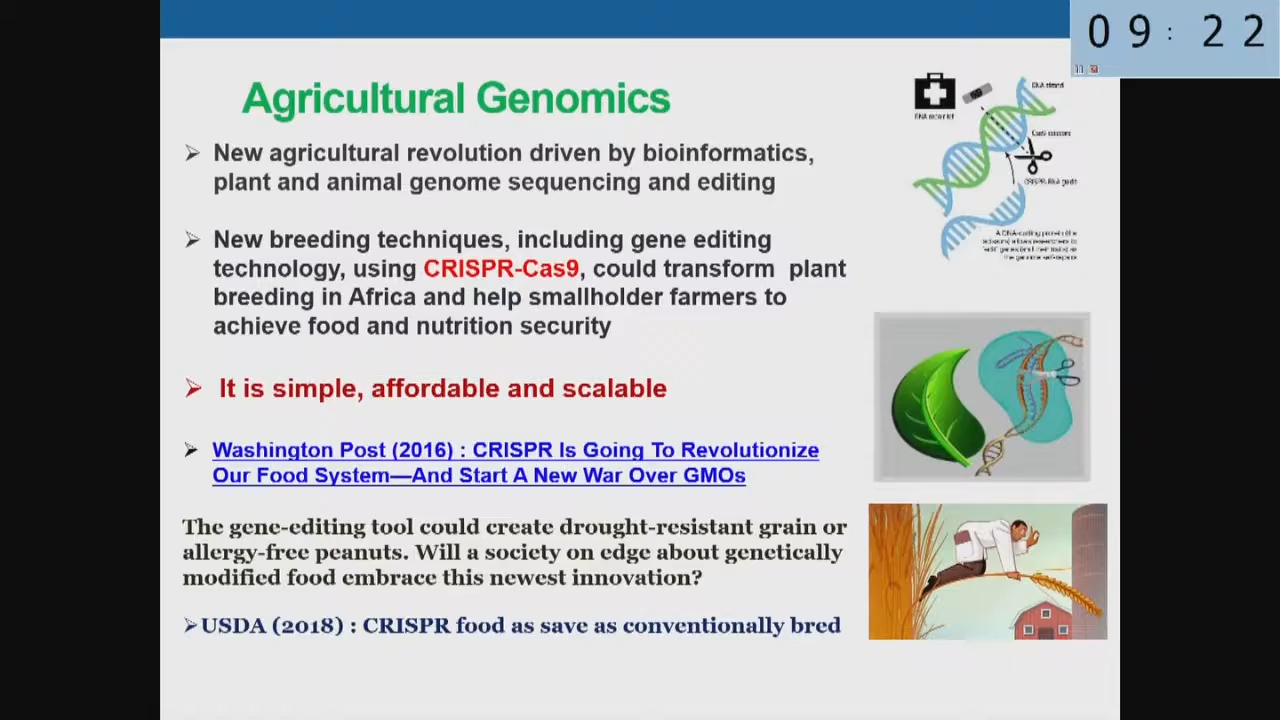 09: 22
Agricultural Genomics
➢ New agricultural revolution driven by bioinformatics,
plant and animal genome sequencing and editing
➢ New breeding techniques, including gene editing
technology, using CRISPR-Cas9, could transform plant
breeding in Africa and help smallholder farmers to
achieve food and nutrition security
➢ It is simple, affordable and scalable
➢ Washington Post (2016) : CRISPR Is Going To Revolutionize
Our Food System—And Start A New War Over GMOs
The gene-editing tool could create drought-resistant grain or
allergy-free peanuts. Will a society on edge about genetically
modified food embrace this newest innovation?
➢USDA (2018) : CRISPR food as save as conventionally bred
DNA strand
Cas9